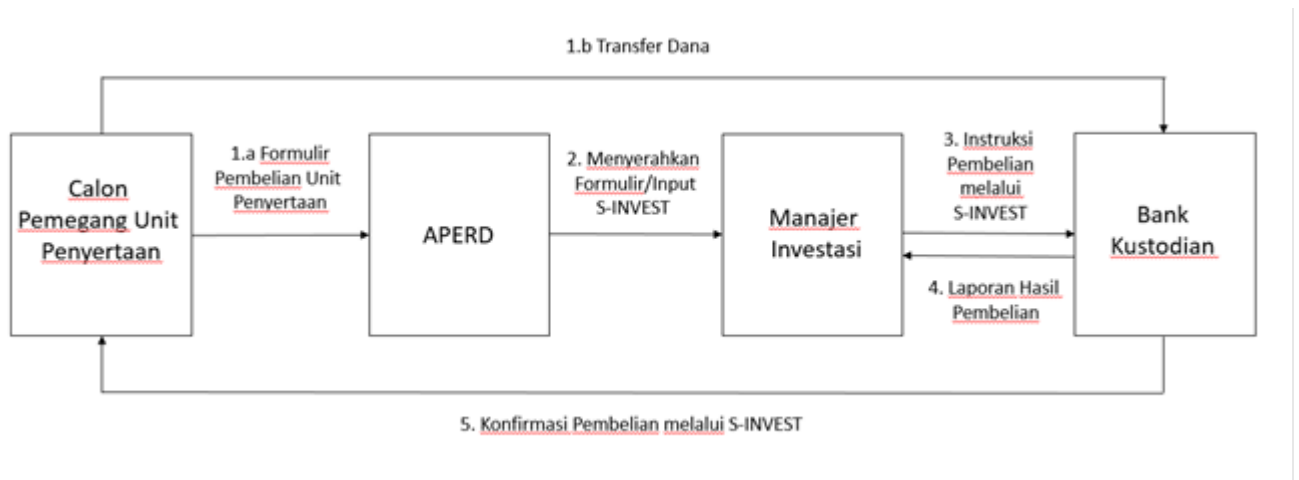 1.b Transfer Dana
Calon
Pemegang Unit
Penyertaan
1.a Formulir
Pembelian Unit
Penyertaan
APERD
2. Menyerahkan
Formulir/Input
S-INVEST
Manajer
Investasi
3. Instruksi
Pembelian
melalui
S-INVEST
4. Laporan Hasil
Pembelian
Bank
Kustodian
5. Konfirmasi Pembelian melalui S-INVEST